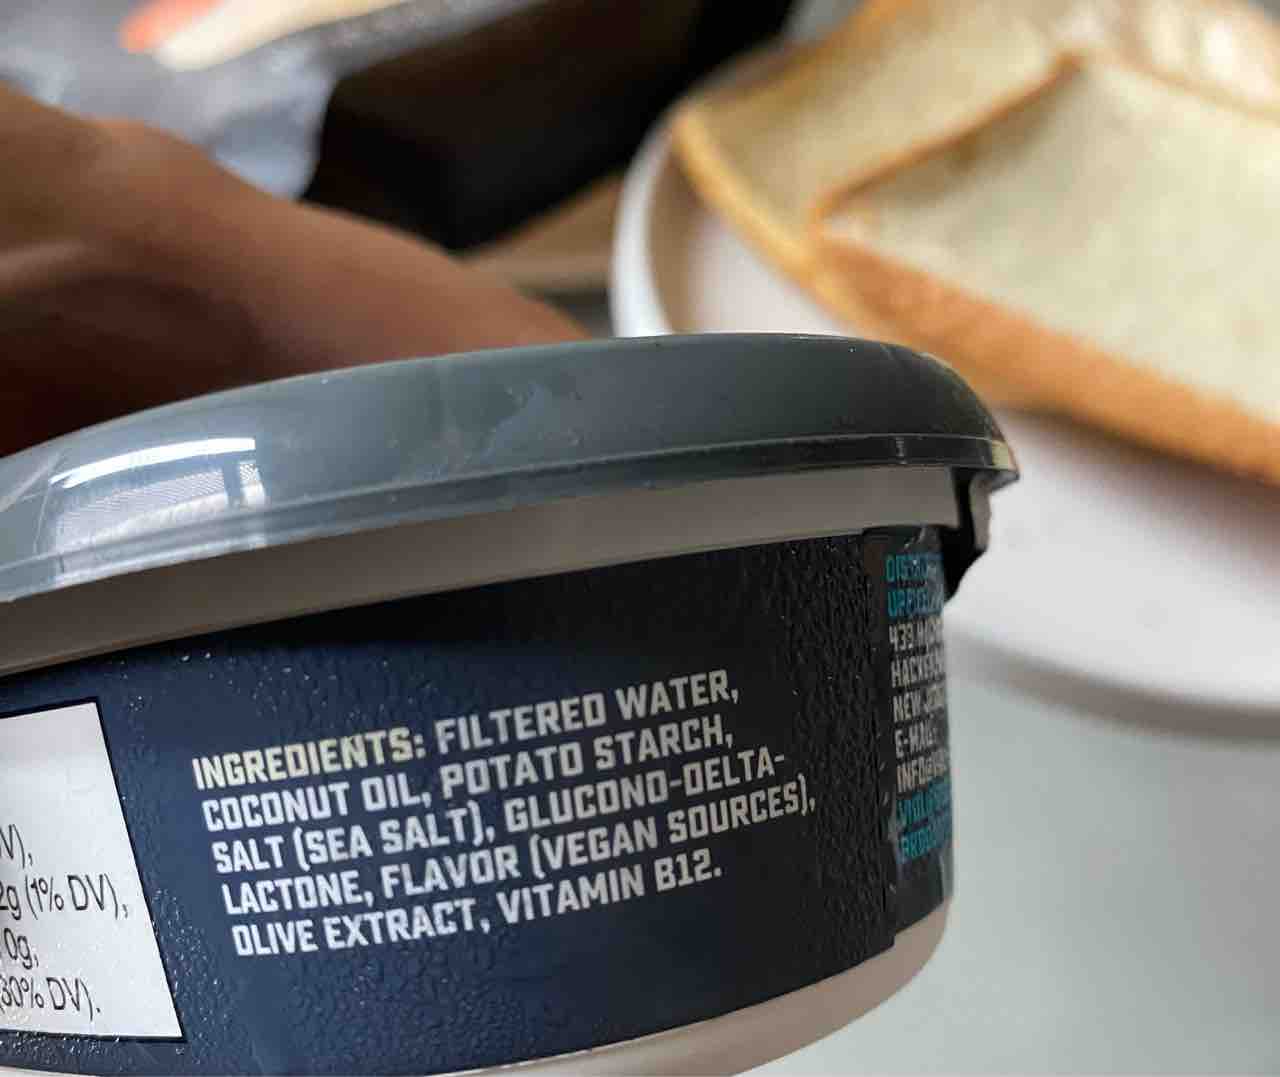 INGREDIENTS: FILTERED WATER,
COCONUT OIL, POTATO STARCH,
SALT (SEA SALT), GLUCONO-DELTA-
LACTONE, FLAVOR (VEGAN SOURCES),
OLIVE EXTRACT, VITAMIN B12.
V),
2g (1% DV),
0g,
(30% DV).
433
NEW
E-MAIL: